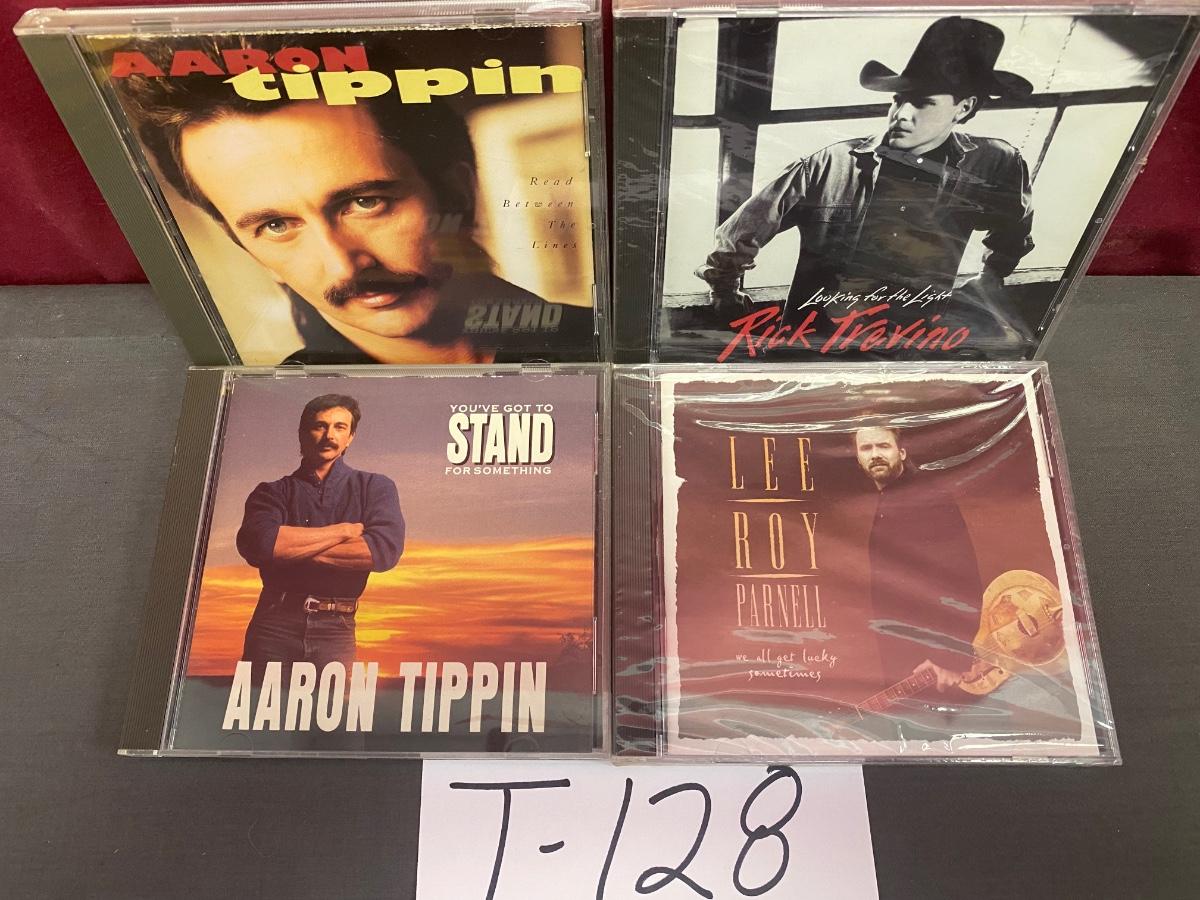 AARON
tippin
Read
Between
The
Lines
STAND
Looking for the Light
Rick Trevino
YOU'VE GOT TO
STAND
FOR SOMETHING
AARON TIPPIN
LEE
ROY
PARNELL
we all get lucky
sometimes
T-128